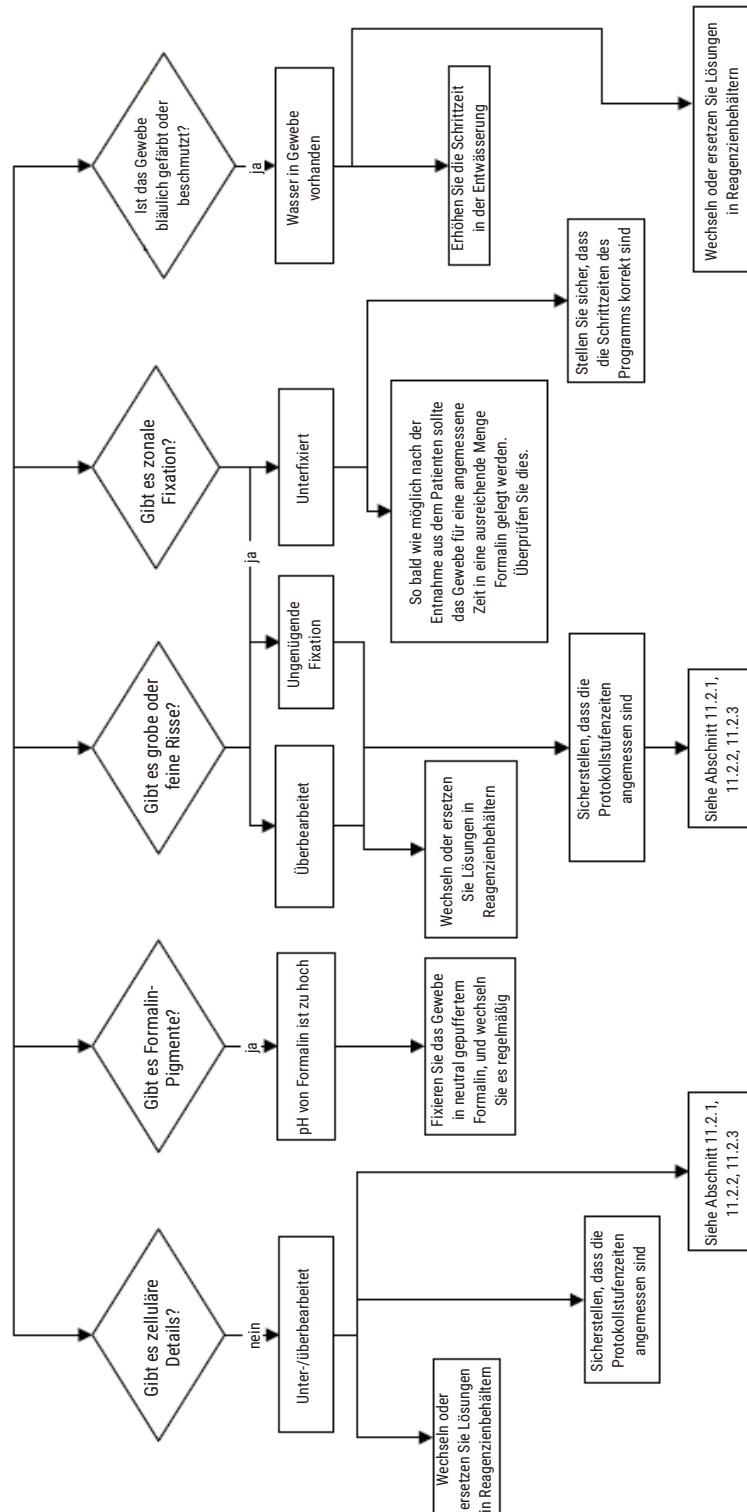 Gibt es zelluläre
Details?
nein
Unter-/überbearbeitet
Wechseln oder
ersetzen Sie Lösungen
in Reagenzienbehältern
Sicherstellen, dass die
Protokollstufenzeiten
angemessen sind
Siehe Abschnitt 11.2.1,
11.2.2, 11.2.3
Gibt es Formalin-
Pigmente?
ja
pH von Formalin ist zu hoch
Fixieren Sie das Gewebe
in neutral gepuffertem
Formalin, und wechseln
Sie es regelmäßig
Gibt es grobe oder
feine Risse?
Überbearbeitet
Ungenügende
Fixation
Wechseln oder ersetzen
Sie Lösungen in
Reagenzienbehältern
Sicherstellen, dass die
Protokollstufenzeiten
angemessen sind
Siehe Abschnitt 11.2.1,
11.2.2, 11.2.3
Gibt es zonale
Fixation?
ja
Unterfixiert
So bald wie möglich nach der
Entnahme aus dem Patienten sollte
das Gewebe für eine angemessene
Zeit in eine ausreichende Menge
Formalin gelegt werden.
Überprüfen Sie dies.
Stellen Sie sicher, dass
die Schrittzeiten des
Programms korrekt sind
Ist das Gewebe
bläulich gefärbt oder
beschmutzt?
ja
Wasser in Gewebe
vorhanden
Erhöhen Sie die Schrittzeit
in der Entwässerung
Wechseln oder ersetzen Sie Lösungen
in Reagenzienbehältern